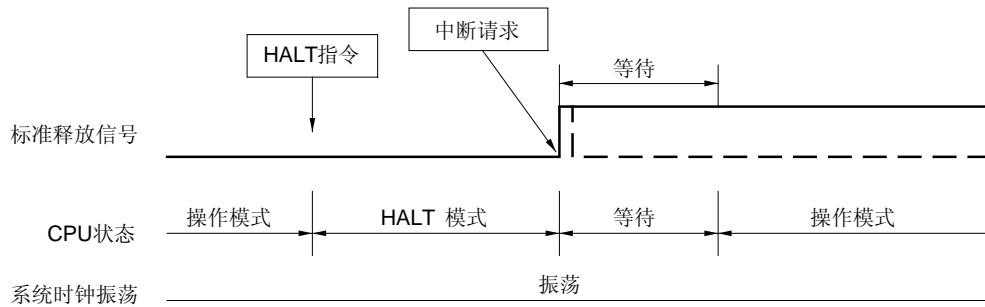 中断请求
HALT指令
等待
标准释放信号
操作模式
HALT 模式
等待
操作模式
CPU状态
振荡
系统时钟振荡